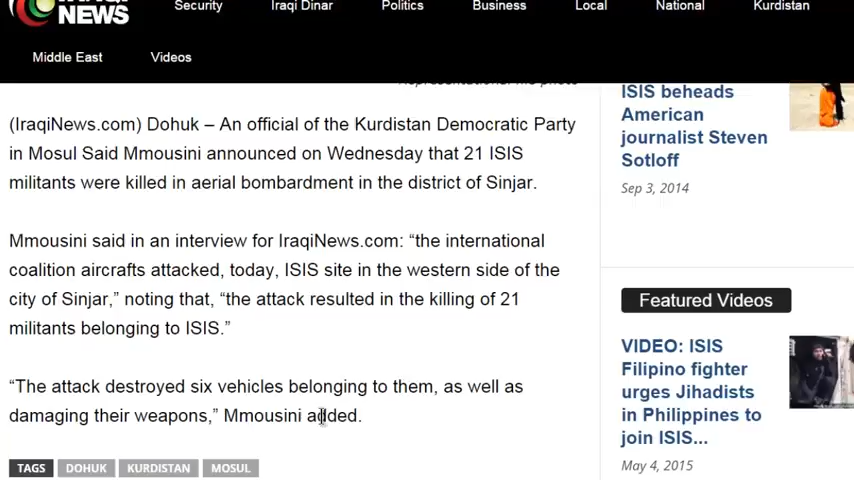 IRAQI
NEWS
Security
Iraqi Dinar
Politics
Business
Local
National
Kurdistan
Middle East
Videos
(IraqiNews.com) Dohuk – An official of the Kurdistan Democratic Party
in Mosul Said Mmousini announced on Wednesday that 21 ISIS
militants were killed in aerial bombardment in the district of Sinjar.
Mmousini said in an interview for IraqiNews.com: “the international
coalition aircrafts attacked, today, ISIS site in the western side of the
city of Sinjar,” noting that, “the attack resulted in the killing of 21
militants belonging to ISIS.”
“The attack destroyed six vehicles belonging to them, as well as
damaging their weapons,” Mmousini added.
TAGS
DOHUK
KURDISTAN
MOSUL
ISIS beheads
American
journalist Steven
Sotloff
Sep 3, 2014
Featured Videos
VIDEO: ISIS
Filipino fighter
urges Jihadists
in Philippines to
join ISIS...
May 4, 2015